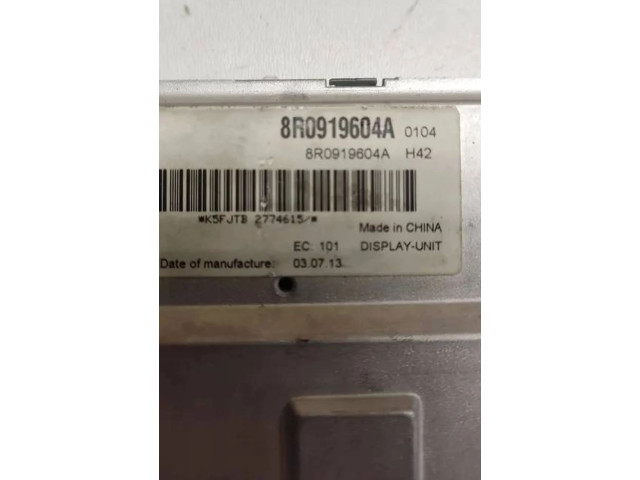 8R0919604A 0104
8R0919604A H42
*K5FJTB 2774615/*
Made in CHINA
EC: 101 DISPLAY-UNIT
Date of manufacture: 03.07.13